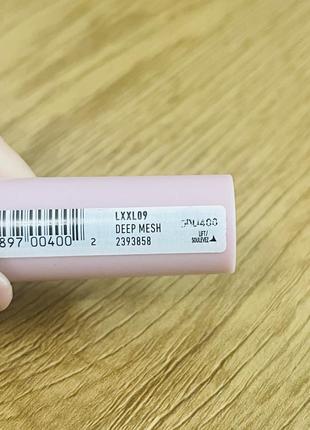 LXXL09
DEEP MESH
2393858
897 00400 2
LIFT/
SOULEVEZ